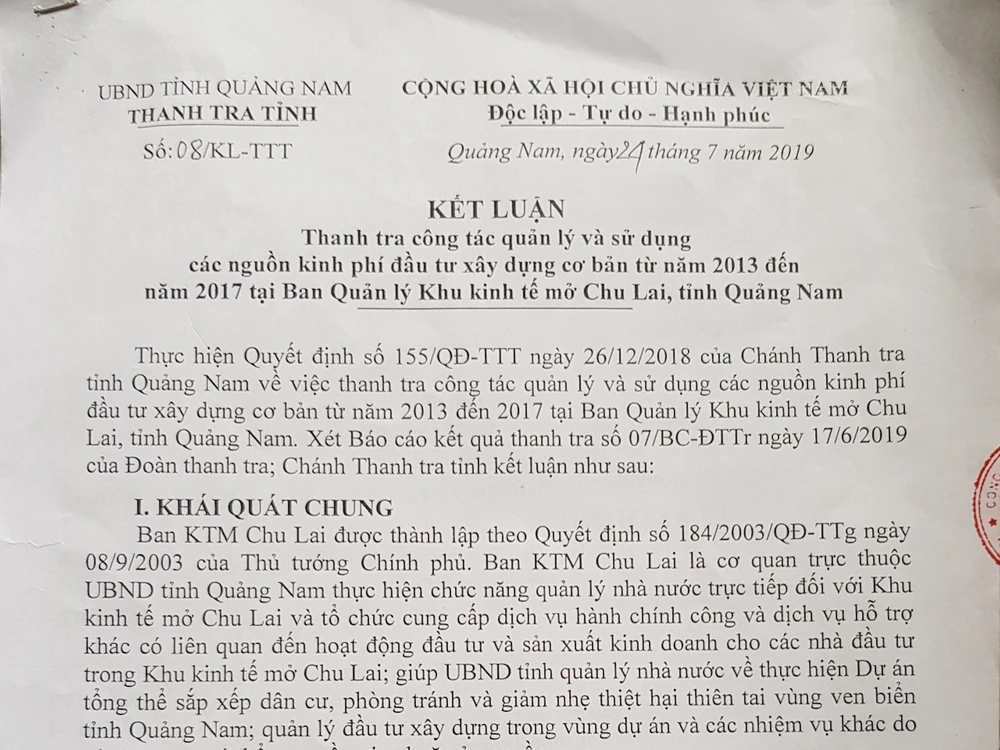 UBND TỈNH QUẢNG NAM
THANH TRA TỈNH
Số:08/KL-TTT
CỘNG HOÀ XÃ HỘI CHỦ NGHĨA VIỆT NAM
Độc lập - Tự do - Hạnh phúc
Quảng Nam, ngày 24 tháng 7 năm 2019
KẾT LUẬN
Thanh tra công tác quản lý và sử dụng
các nguồn kinh phí đầu tư xây dựng cơ bản từ năm 2013 đến
năm 2017 tại Ban Quản lý Khu kinh tế mở Chu Lai, tỉnh Quảng Nam
Thực hiện Quyết định số 155/QĐ-TTT ngày 26/12/2018 của Chánh Thanh tra
tỉnh Quảng Nam về việc thanh tra công tác quản lý và sử dụng các nguồn kinh phí
đầu tư xây dựng cơ bản từ năm 2013 đến 2017 tại Ban Quản lý Khu kinh tế mở Chu
Lai, tỉnh Quảng Nam. Xét Báo cáo kết quả thanh tra số 07/BC-ĐTTr ngày 17/6/2019
của Đoàn thanh tra; Chánh Thanh tra tỉnh kết luận như sau:
I. KHÁI QUÁT CHUNG
Ban KTM Chu Lai được thành lập theo Quyết định số 184/2003/QĐ-TTg ngày
08/9/2003 của Thủ tướng Chính phủ. Ban KTM Chu Lai là cơ quan trực thuộc
UBND tỉnh Quảng Nam thực hiện chức năng quản lý nhà nước trực tiếp đối với Khu
kinh tế mở Chu Lai và tổ chức cung cấp dịch vụ hành chính công và dịch vụ hỗ trợ
khác có liên quan đến hoạt động đầu tư và sản xuất kinh doanh cho các nhà đầu tư
trong Khu kinh tế mở Chu Lai; giúp UBND tỉnh quản lý nhà nước về thực hiện Dự án
tổng thể sắp xếp dân cư, phòng tránh và giảm nhẹ thiệt hại thiên tai vùng ven biển
tỉnh Quảng Nam; quản lý đầu tư xây dựng trong vùng dự án và các nhiệm vụ khác do
★ CÔNG